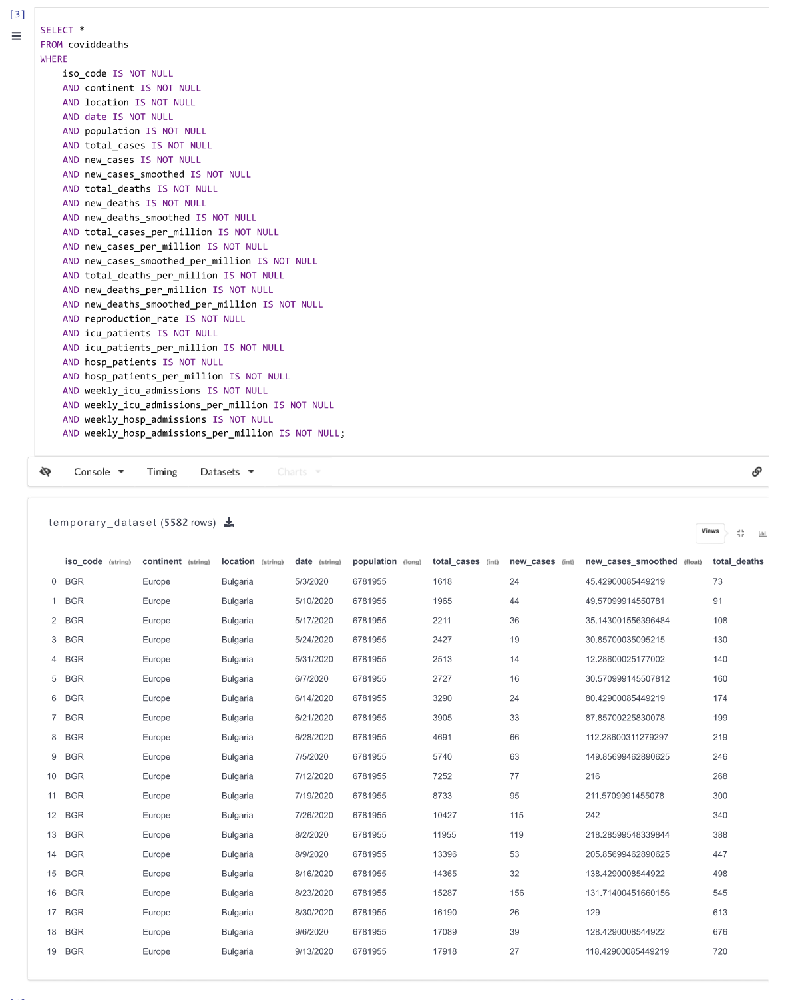 [3]
SELECT *
FROM coviddeaths
WHERE
iso_code IS NOT NULL
AND continent IS NOT NULL
AND location IS NOT NULL
AND date IS NOT NULL
AND population IS NOT NULL
AND total_cases IS NOT NULL
AND new_cases IS NOT NULL
AND new_cases_smoothed IS NOT NULL
AND total_deaths IS NOT NULL
AND new_deaths IS NOT NULL
AND new_deaths_smoothed IS NOT NULL
AND total_cases_per_million IS NOT NULL
AND new_cases_per_million IS NOT NULL
AND new_cases_smoothed_per_million IS NOT NULL
AND total_deaths_per_million IS NOT NULL
AND new_deaths_per_million IS NOT NULL
AND new_deaths_smoothed_per_million IS NOT NULL
AND reproduction_rate IS NOT NULL
AND icu_patients IS NOT NULL
AND icu_patients_per_million IS NOT NULL
AND hosp_patients IS NOT NULL
AND hosp_patients_per_million IS NOT NULL
AND weekly_icu_admissions IS NOT NULL
AND weekly_icu_admissions_per_million IS NOT NULL
AND weekly_hosp_admissions IS NOT NULL
AND weekly_hosp_admissions_per_million IS NOT NULL;
Console Timing Datasets Charts
temporary_dataset (5582 rows)
Views
iso_code (string) continent (string) location (string) date (string) population (long) total_cases (int) new_cases (int) new_cases_smoothed (float) total_deaths
0 BGR Europe Bulgaria 5/3/2020 6781955 1618 24 45.42900085449219 73
1 BGR Europe Bulgaria 5/10/2020 6781955 1965 44 49.57099914550781 91
2 BGR Europe Bulgaria 5/17/2020 6781955 2211 36 35.143001556396484 108
3 BGR Europe Bulgaria 5/24/2020 6781955 2427 19 30.85700035095215 130
4 BGR Europe Bulgaria 5/31/2020 6781955 2513 14 12.28600025177002 140
5 BGR Europe Bulgaria 6/7/2020 6781955 2727 16 30.570999145507812 160
6 BGR Europe Bulgaria 6/14/2020 6781955 3290 24 80.42900085449219 174
7 BGR Europe Bulgaria 6/21/2020 6781955 3905 33 87.85700225830078 199
8 BGR Europe Bulgaria 6/28/2020 6781955 4691 66 112.28600311279297 219
9 BGR Europe Bulgaria 7/5/2020 6781955 5740 63 149.85699462890625 246
10 BGR Europe Bulgaria 7/12/2020 6781955 7252 77 216 268
11 BGR Europe Bulgaria 7/19/2020 6781955 8733 95 211.5709991455078 300
12 BGR Europe Bulgaria 7/26/2020 6781955 10427 115 242 340
13 BGR Europe Bulgaria 8/2/2020 6781955 11955 119 218.28599548339844 388
14 BGR Europe Bulgaria 8/9/2020 6781955 13396 53 205.85699462890625 447
15 BGR Europe Bulgaria 8/16/2020 6781955 14365 32 138.4290008544922 498
16 BGR Europe Bulgaria 8/23/2020 6781955 15287 156 131.71400451660156 545
17 BGR Europe Bulgaria 8/30/2020 6781955 16190 26 129 613
18 BGR Europe Bulgaria 9/6/2020 6781955 17089 39 128.4290008544922 676
19 BGR Europe Bulgaria 9/13/2020 6781955 17918 27 118.42900085449219 720